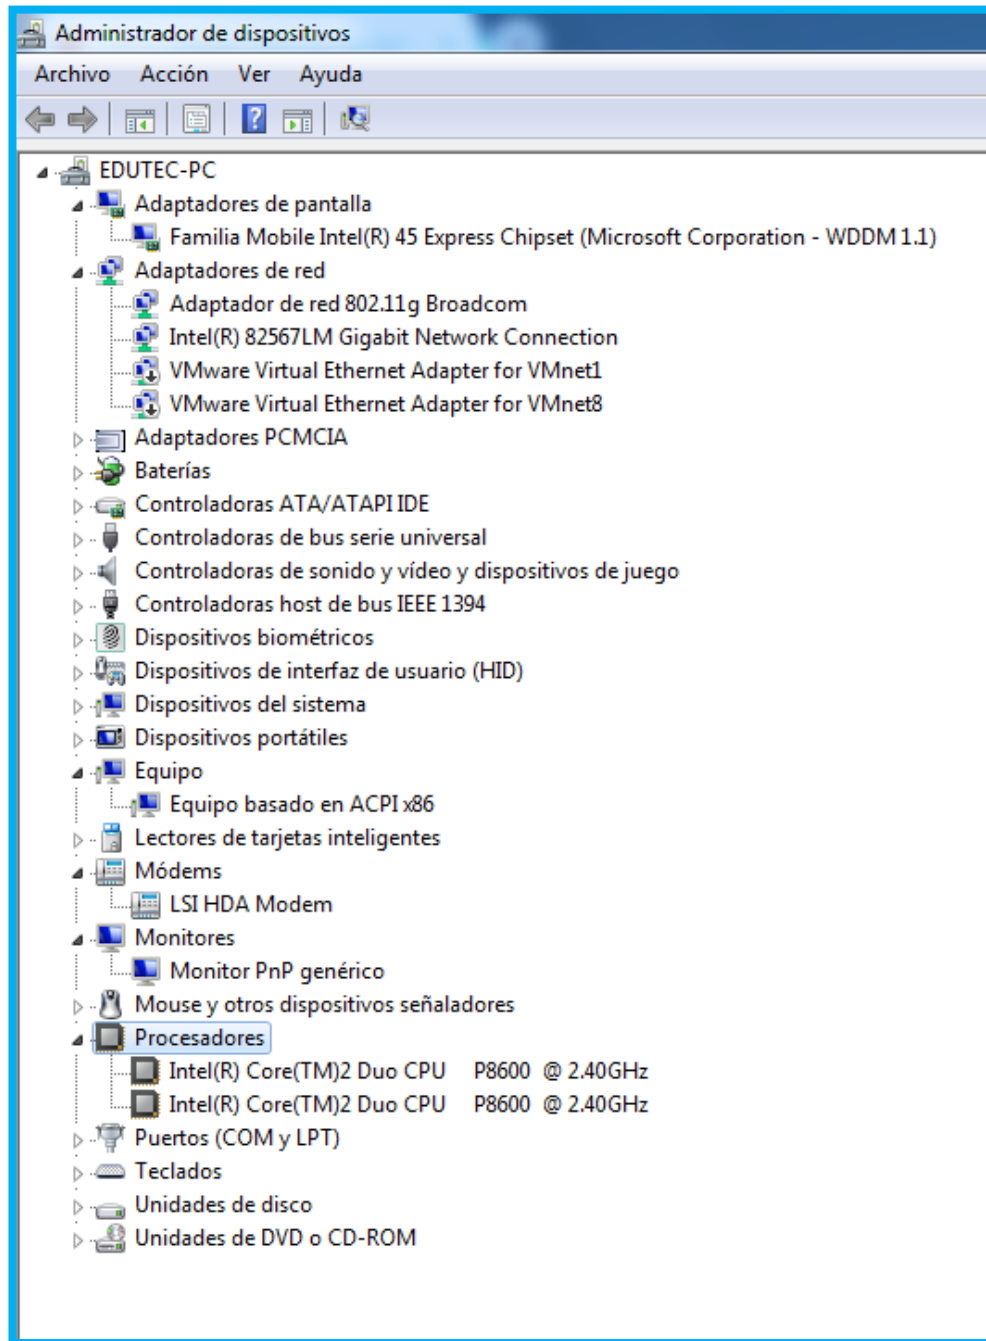 Administrador de dispositivos
Archivo Acción Ver Ayuda
EDUTEC-PC
Adaptadores de pantalla
Familia Mobile Intel(R) 45 Express Chipset (Microsoft Corporation - WDDM 1.1)
Adaptadores de red
Adaptador de red 802.11g Broadcom
Intel(R) 82567LM Gigabit Network Connection
VMware Virtual Ethernet Adapter for VMnet1
VMware Virtual Ethernet Adapter for VMnet8
Adaptadores PCMCIA
Baterías
Controladoras ATA/ATAPI IDE
Controladoras de bus serie universal
Controladoras de sonido y vídeo y dispositivos de juego
Controladoras host de bus IEEE 1394
Dispositivos biométricos
Dispositivos de interfaz de usuario (HID)
Dispositivos del sistema
Dispositivos portátiles
Equipo
Equipo basado en ACPI x86
Lectores de tarjetas inteligentes
Módems
LSI HDA Modem
Monitores
Monitor PnP genérico
Mouse y otros dispositivos señaladores
Procesadores
Intel(R) Core(TM)2 Duo CPU P8600 @ 2.40GHz
Intel(R) Core(TM)2 Duo CPU P8600 @ 2.40GHz
Puertos (COM y LPT)
Teclados
Unidades de disco
Unidades de DVD o CD-ROM